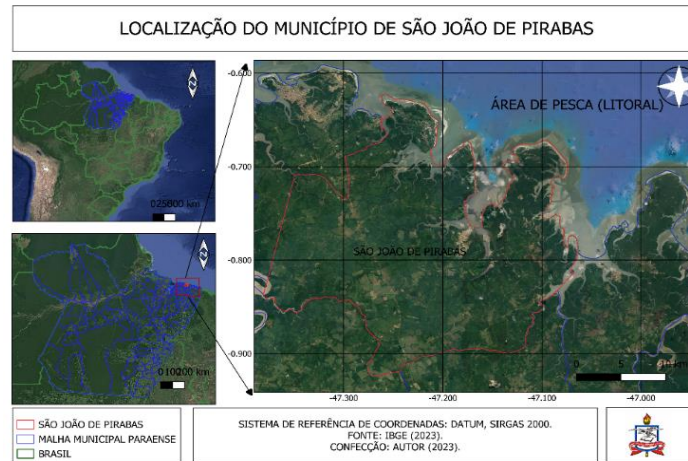 LOCALIZAÇÃO DO MUNICÍPIO DE SÃO JOÃO DE PIRABAS
-0.600
ÁREA DE PESCA (LITORAL)
-0.700
SÃO JOÃO DE PIRABAS
-0.800
-0.900
0 5 10 km
-47.300 -47.200 -47.100 -47.000
SÃO JOÃO DE PIRABAS
MALHA MUNICIPAL PARAENSE
BRASIL
SISTEMA DE REFERÊNCIA DE COORDENADAS: DATUM, SIRGAS 2000.
FONTE: IBGE (2023).
CONFECÇÃO: AUTOR (2023).